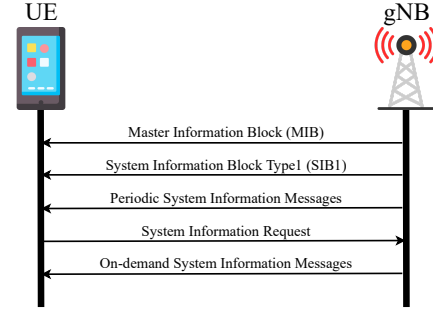 UE
gNB
Master Information Block (MIB)
System Information Block Type1 (SIB1)
Periodic System Information Messages
System Information Request
On-demand System Information Messages